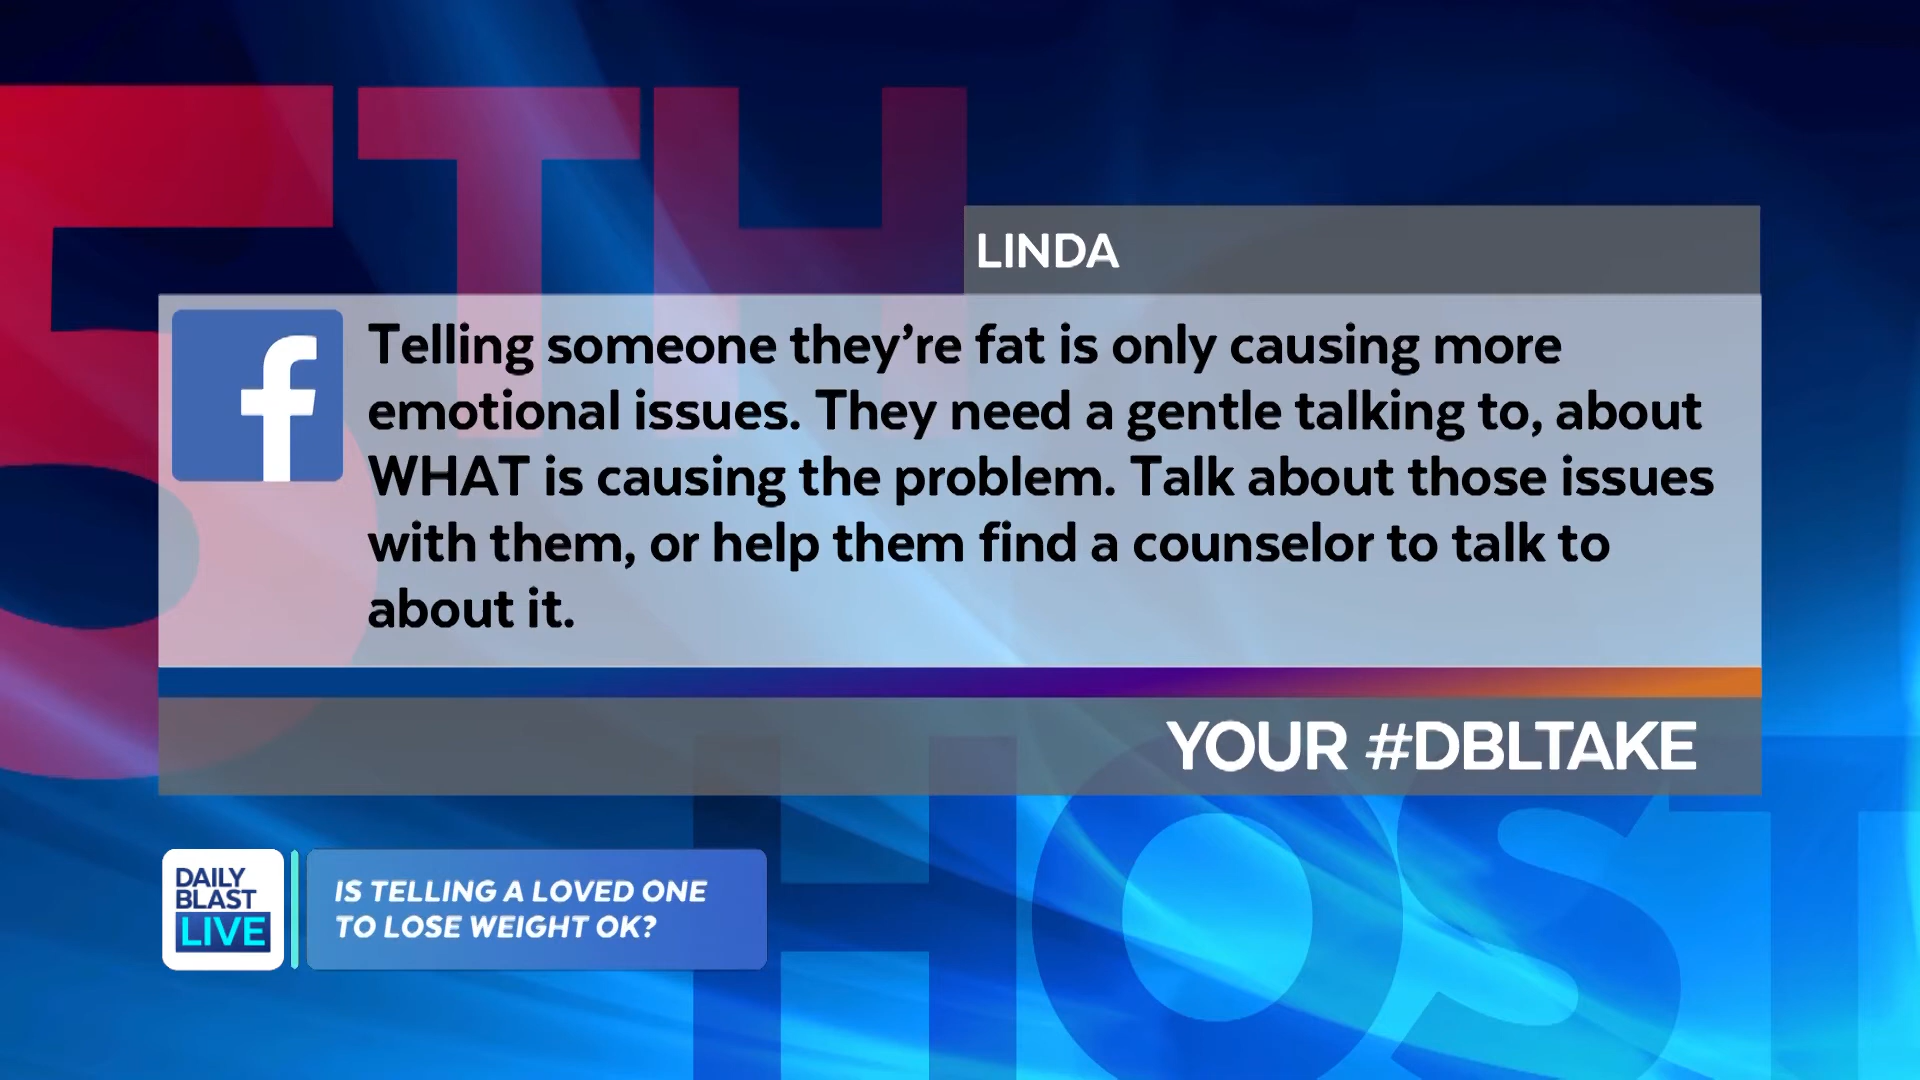 5TH
LINDA
f
Telling someone they’re fat is only causing more
emotional issues. They need a gentle talking to, about
WHAT is causing the problem. Talk about those issues
with them, or help them find a counselor to talk to
about it.
YOUR #DBLTAKE
HOST
DAILY
BLAST
LIVE
IS TELLING A LOVED ONE
TO LOSE WEIGHT OK?